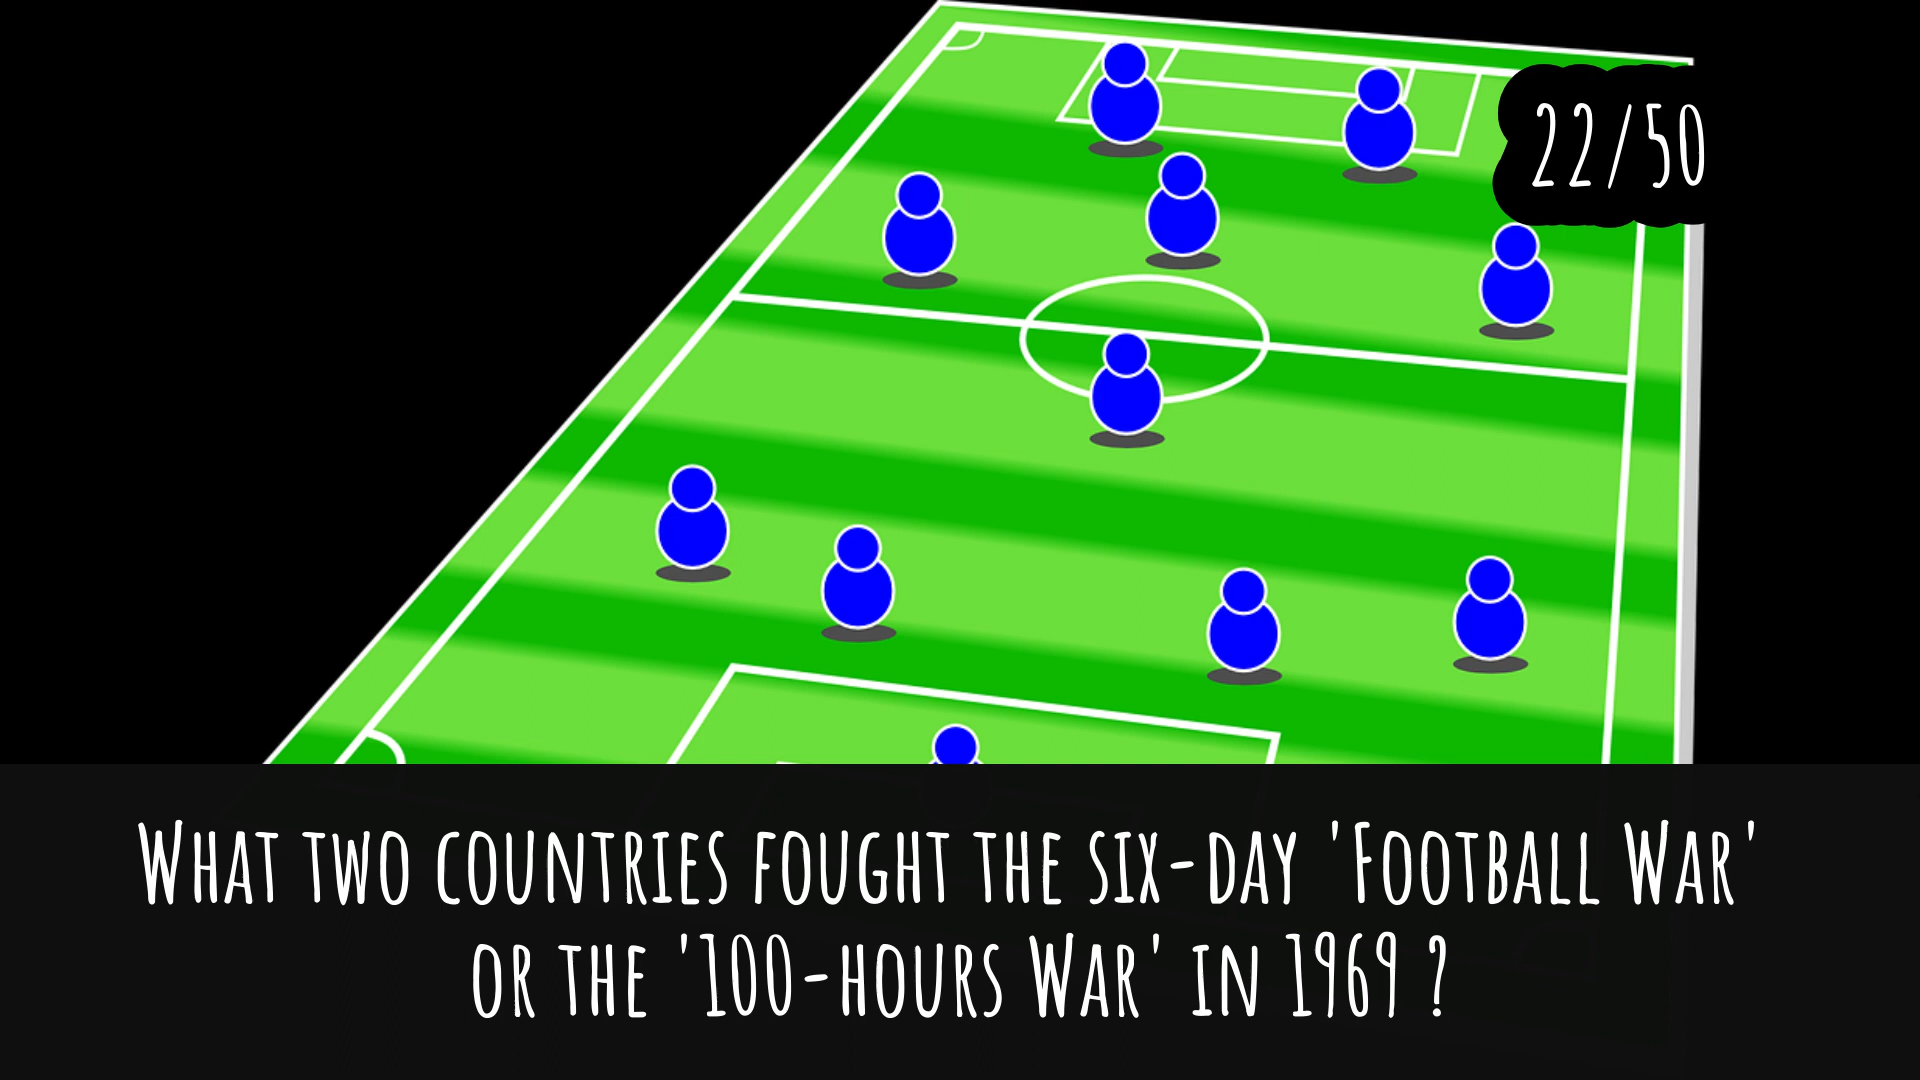 22/50
What two countries fought the six-day 'Football War'
or the '100-hours War' in 1969 ?